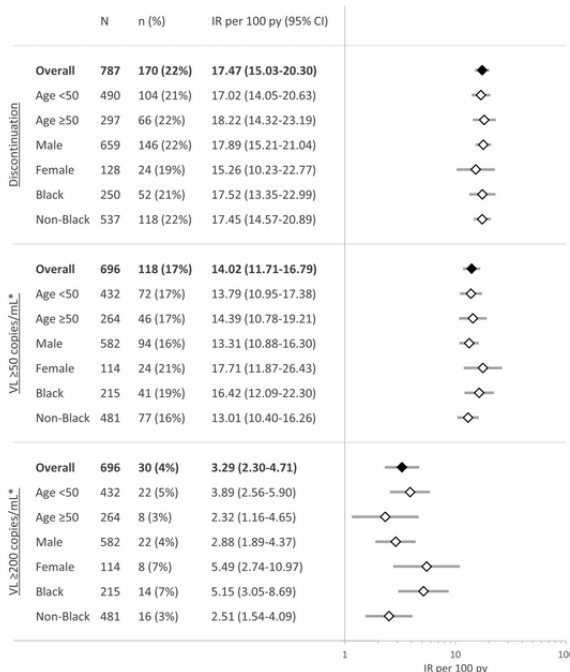 N n (%) IR per 100 py (95% CI)
Discontinuation
Overall 787 170 (22%) 17.47 (15.03-20.30)
Age <50 490 104 (21%) 17.02 (14.05-20.63)
Age ≥50 297 66 (22%) 18.22 (14.32-23.19)
Male 659 146 (22%) 17.89 (15.21-21.04)
Female 128 24 (19%) 15.26 (10.23-22.77)
Black 250 52 (21%) 17.52 (13.35-22.99)
Non-Black 537 118 (22%) 17.45 (14.57-20.89)
VL ≥50 copies/mL*
Overall 696 118 (17%) 14.02 (11.71-16.79)
Age <50 432 72 (17%) 13.79 (10.95-17.38)
Age ≥50 264 46 (17%) 14.39 (10.78-19.21)
Male 582 94 (16%) 13.31 (10.88-16.30)
Female 114 24 (21%) 17.71 (11.87-26.43)
Black 215 41 (19%) 16.42 (12.09-22.30)
Non-Black 481 77 (16%) 13.01 (10.40-16.26)
VL ≥200 copies/mL*
Overall 696 30 (4%) 3.29 (2.30-4.71)
Age <50 432 22 (5%) 3.89 (2.56-5.90)
Age ≥50 264 8 (3%) 2.32 (1.16-4.65)
Male 582 22 (4%) 2.88 (1.89-4.37)
Female 114 8 (7%) 5.49 (2.74-10.97)
Black 215 14 (7%) 5.15 (3.05-8.69)
Non-Black 481 16 (3%) 2.51 (1.54-4.09)
1 10 100
IR per 100 py